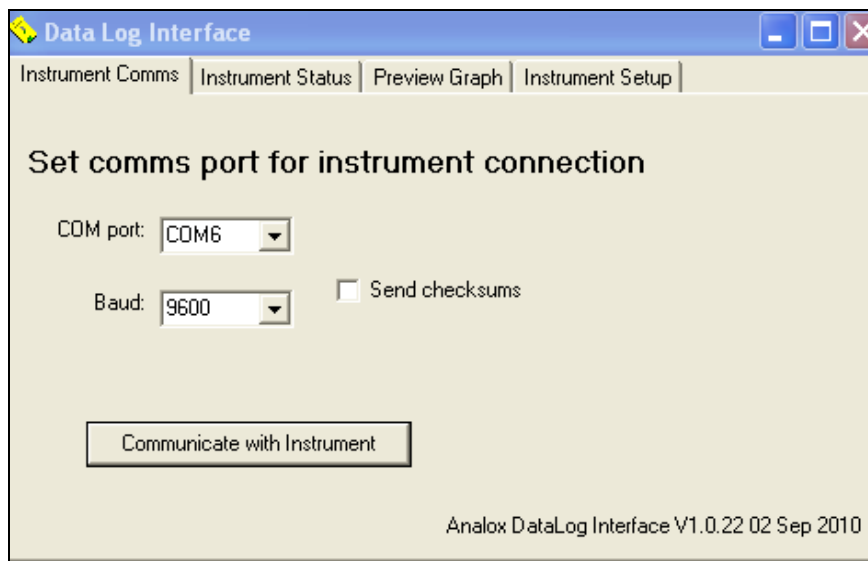 Data Log Interface
Instrument Comms Instrument Status Preview Graph Instrument Setup
Set comms port for instrument connection
COM port: COM6
Baud: 9600 Send checksums
Communicate with Instrument
Analox DataLog Interface V1.0.22 02 Sep 2010